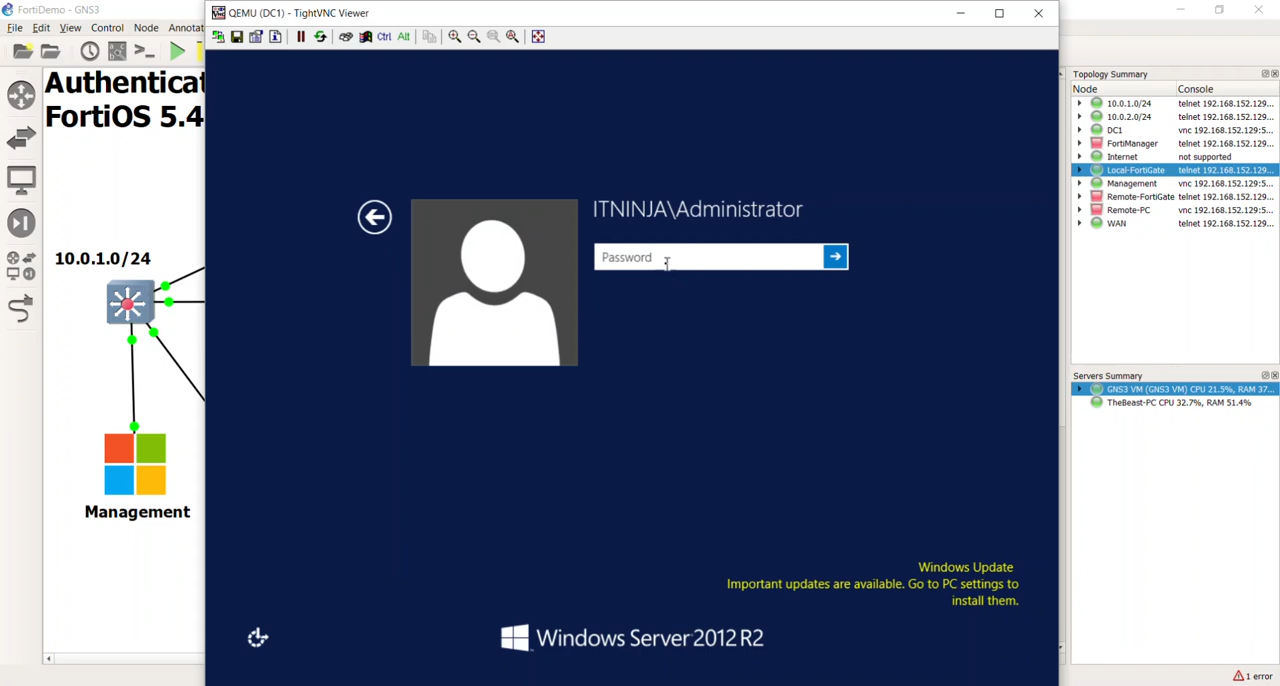 FortiDemo - GNS3
File Edit View Control Node Annotat
QEMU (DC1) - TightVNC Viewer
Ctrl Alt
Authenticat
FortiOS 5.4
10.0.1.0/24
Management
ITNINJA\Administrator
Password
Windows Update
Important updates are available. Go to PC settings to
install them.
Windows Server 2012 R2
Topology Summary
Node Console
10.0.1.0/24 telnet 192.168.152.129...
10.0.2.0/24 telnet 192.168.152.129...
DC1 vnc 192.168.152.129:5...
FortiManager telnet 192.168.152.129...
Internet not supported
Local-FortiGate telnet 192.168.152.129...
Management vnc 192.168.152.129:5...
Remote-FortiGate telnet 192.168.152.129...
Remote-PC vnc 192.168.152.129:5...
WAN telnet 192.168.152.129...
Servers Summary
GNS3 VM (GNS3 VM) CPU 21.5%, RAM 37...
TheBeast-PC CPU 32.7%, RAM 51.4%
1 error